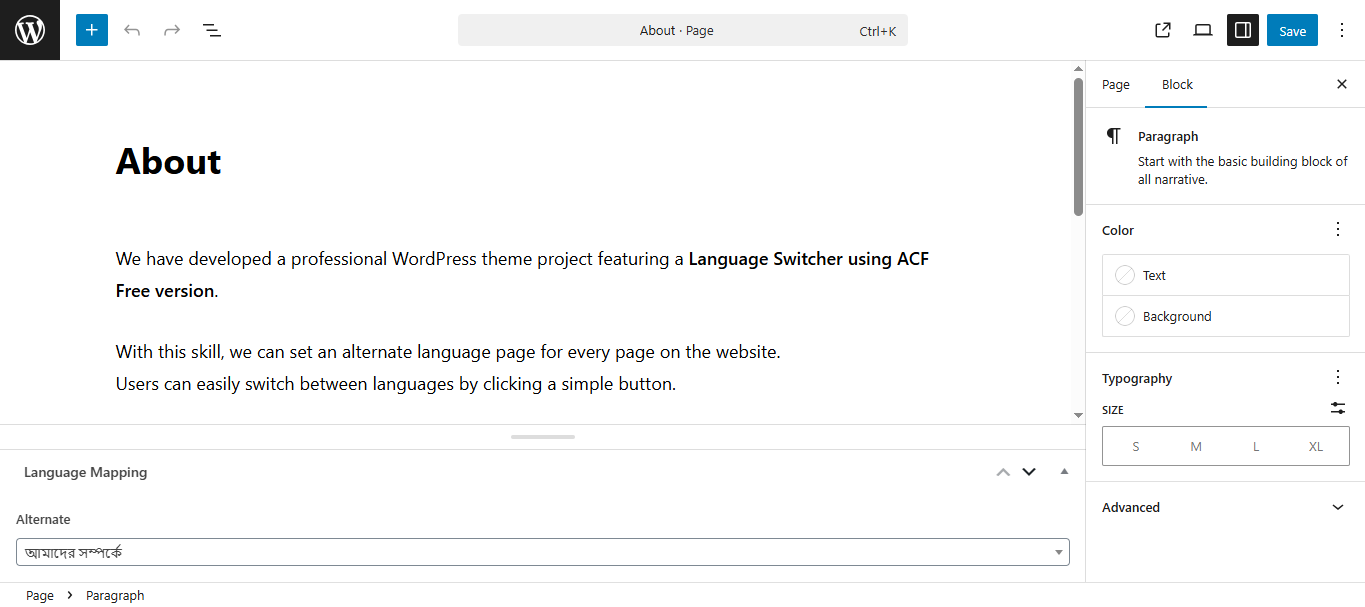 About · Page
Ctrl+K
Save
About
We have developed a professional WordPress theme project featuring a Language Switcher using ACF
Free version.
With this skill, we can set an alternate language page for every page on the website.
Users can easily switch between languages by clicking a simple button.
Language Mapping
Alternate
আমাদের সম্পর্কে
Page
Paragraph
Page
Block
Paragraph
Start with the basic building block of
all narrative.
Color
Text
Background
Typography
SIZE
S M L XL
Advanced